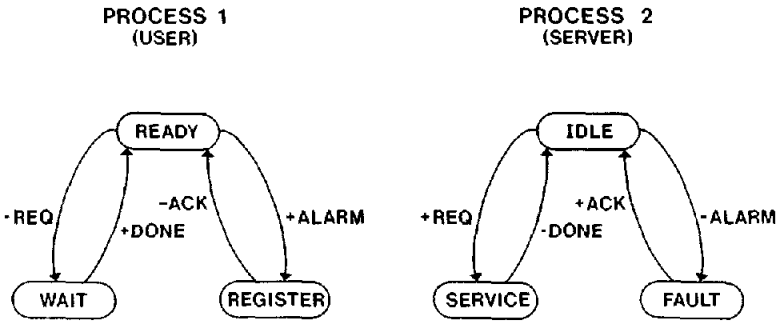 PROCESS 1
(USER)
PROCESS 2
(SERVER)
READY
IDLE
-REQ
+DONE
-ACK
+ALARM
+REQ
-DONE
+ACK
-ALARM
WAIT
REGISTER
SERVICE
FAULT